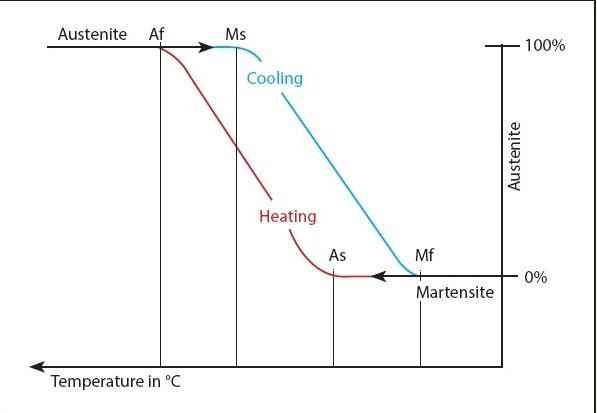 Austenite
Af
Ms
100%
Cooling
Austenite
Heating
As
Mf
0%
Martensite
Temperature in °C